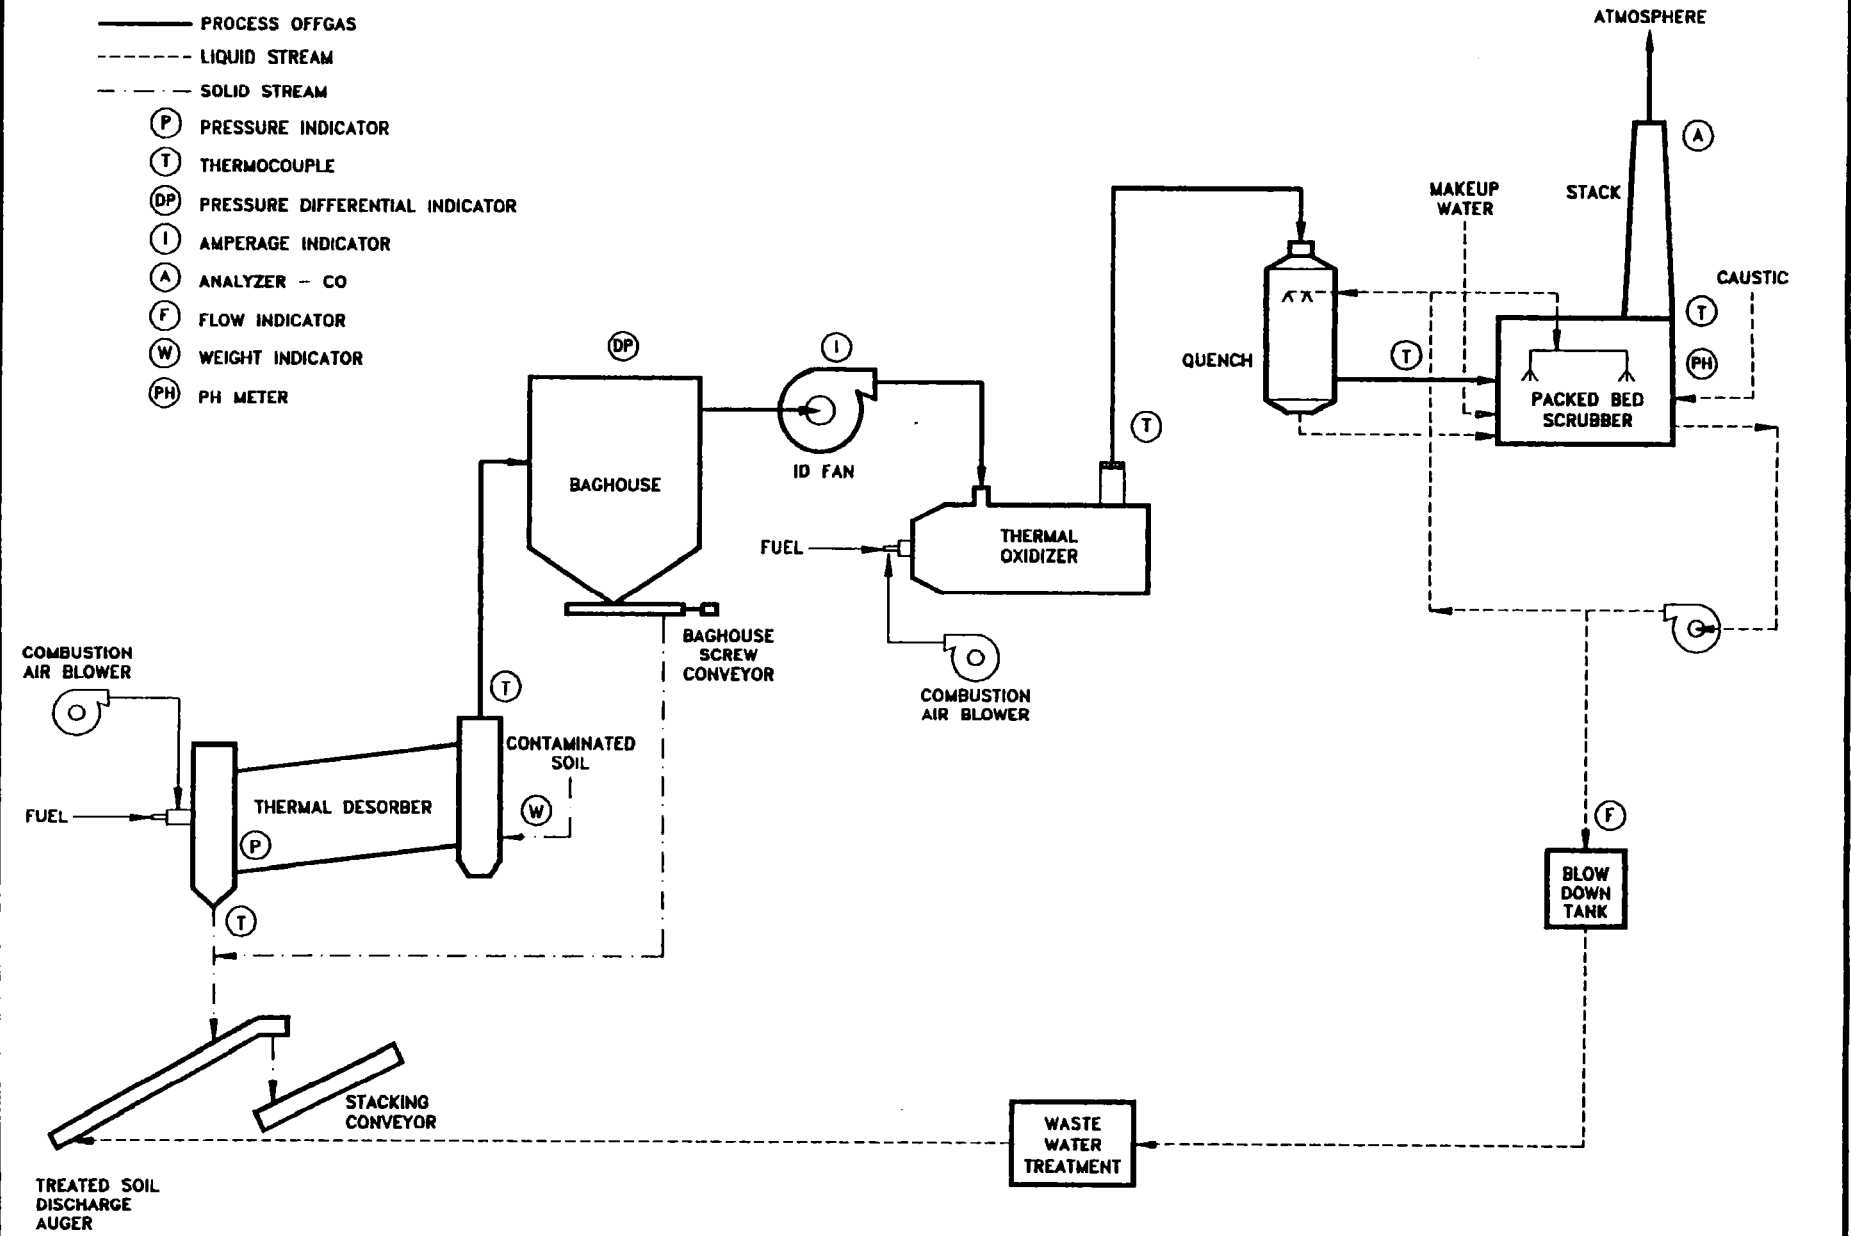 PROCESS OFFGAS
LIQUID STREAM
SOLID STREAM
P PRESSURE INDICATOR
T THERMOCOUPLE
DP PRESSURE DIFFERENTIAL INDICATOR
I AMPERAGE INDICATOR
A ANALYZER - CO
F FLOW INDICATOR
W WEIGHT INDICATOR
PH PH METER
ATMOSPHERE
A
STACK
MAKEUP
WATER
CAUSTIC
T
PH
QUENCH
T
PACKED BED
SCRUBBER
DP
I
T
ID FAN
BAGHOUSE
THERMAL
OXIDIZER
FUEL
BAGHOUSE
SCREW
CONVEYOR
COMBUSTION
AIR BLOWER
COMBUSTION
AIR BLOWER
T
CONTAMINATED
SOIL
THERMAL DESORBER
FUEL
W
P
T
F
BLOW
DOWN
TANK
STACKING
CONVEYOR
WASTE
WATER
TREATMENT
TREATED SOIL
DISCHARGE
AUGER